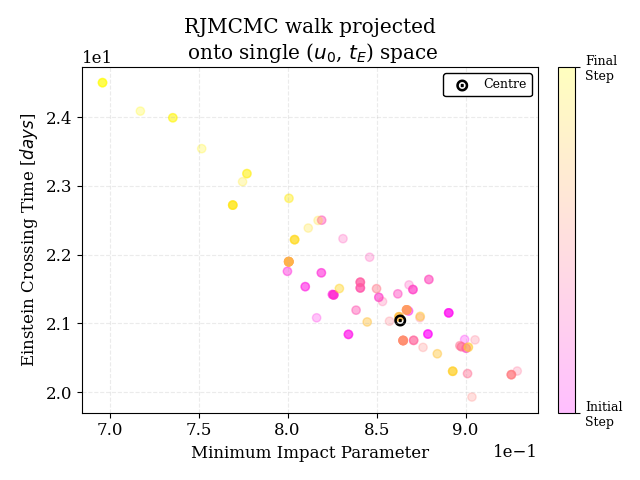 RJMCMC walk projected
onto single (u₀, t_E) space
1e1
Centre
Final
Step
2.4
2.3
2.2
2.1
2.0
Einstein Crossing Time [days]
7.0 7.5 8.0 8.5 9.0
Minimum Impact Parameter
1e−1
Initial
Step